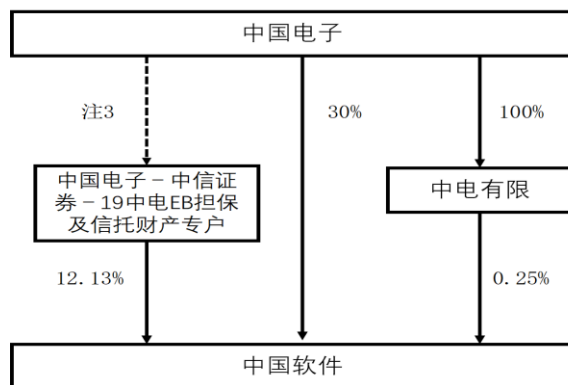 中国电子
注3
30%
100%
中国电子－中信证
券－19中电EB担保
及信托财产专户
中电有限
12.13%
0.25%
中国软件